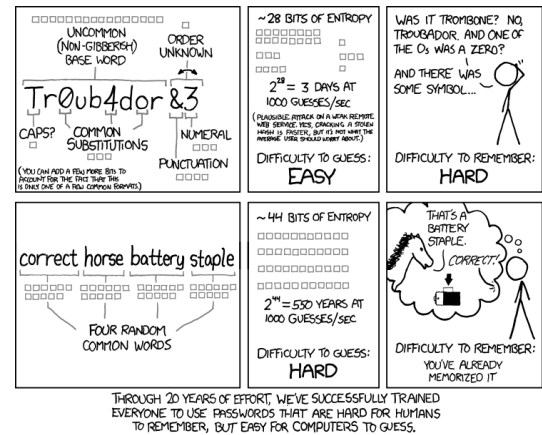 UNCOMMON
(NON-GIBBERISH)
BASE WORD
ORDER
UNKNOWN
Tr0ub4dor &3
CAPS?
COMMON
SUBSTITUTIONS
NUMERAL
PUNCTUATION
(YOU CAN ADD A FEW MORE BITS TO
ACCOUNT FOR THE FACT THAT THIS
IS ONLY ONE OF A FEW COMMON FORMATS.)
~28 BITS OF ENTROPY
2^28 = 3 DAYS AT
1000 GUESSES/SEC
(PLAUSIBLE ATTACK ON A WEAK REMOTE
WEB SERVICE. YES, CRACKING A STOLEN
HASH IS FASTER, BUT IT'S NOT WHAT THE
AVERAGE USER SHOULD WORRY ABOUT.)
DIFFICULTY TO GUESS:
EASY
WAS IT TROMBONE? NO,
TROUBADOR. AND ONE OF
THE Os WAS A ZERO?
AND THERE WAS
SOME SYMBOL...
DIFFICULTY TO REMEMBER:
HARD
correct horse battery staple
FOUR RANDOM
COMMON WORDS
~44 BITS OF ENTROPY
2^44 = 550 YEARS AT
1000 GUESSES/SEC
DIFFICULTY TO GUESS:
HARD
THAT'S A
BATTERY
STAPLE.
CORRECT!
DIFFICULTY TO REMEMBER:
YOU'VE ALREADY
MEMORIZED IT
THROUGH 20 YEARS OF EFFORT, WE'VE SUCCESSFULLY TRAINED
EVERYONE TO USE PASSWORDS THAT ARE HARD FOR HUMANS
TO REMEMBER, BUT EASY FOR COMPUTERS TO GUESS.